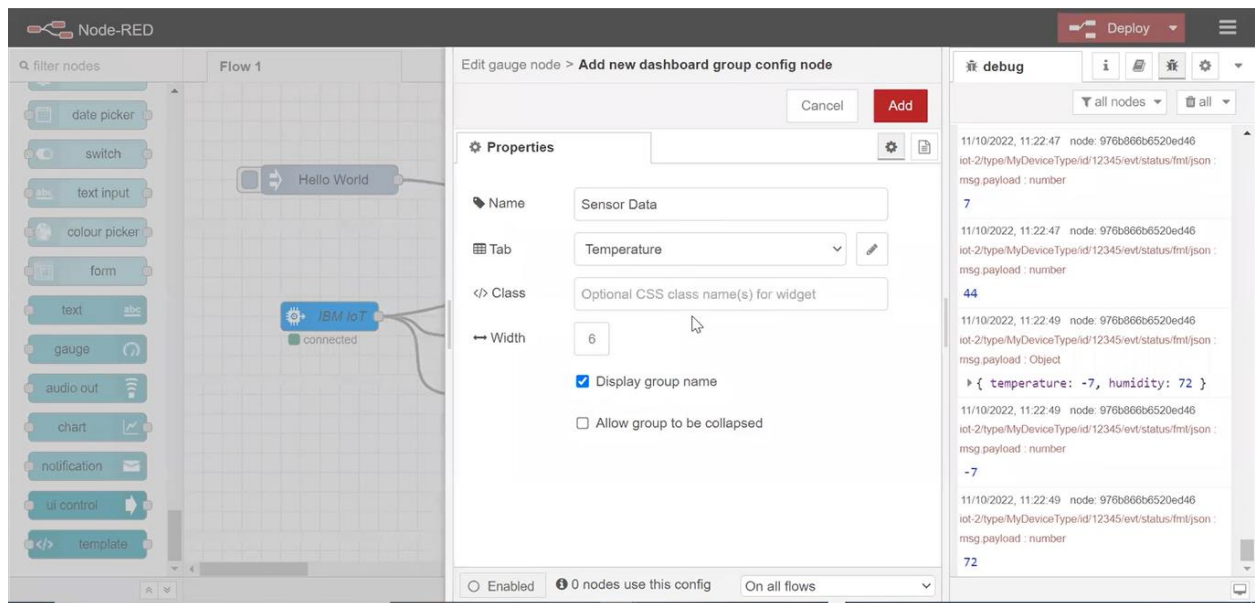 Node-RED
Deploy
filter nodes
date picker
switch
abc
text input
colour picker
form
text
abc
gauge
audio out
chart
notification
ui control
</>
template
Flow 1
Hello World
IBM IoT
connected
Edit gauge node > Add new dashboard group config node
Cancel
Add
Properties
Name
Sensor Data
Tab
Temperature
</> Class
Optional CSS class name(s) for widget
Width
6
Display group name
Allow group to be collapsed
Enabled
0 nodes use this config
On all flows
debug
i
all nodes
all
11/10/2022, 11:22:47 node: 976b866b6520ed46
iot-2/type/MyDeviceType/id/12345/evt/status/fmt/json :
msg.payload : number
7
11/10/2022, 11:22:47 node: 976b866b6520ed46
iot-2/type/MyDeviceType/id/12345/evt/status/fmt/json :
msg.payload : number
44
11/10/2022, 11:22:49 node: 976b866b6520ed46
iot-2/type/MyDeviceType/id/12345/evt/status/fmt/json :
msg.payload : Object
{ temperature: -7, humidity: 72 }
11/10/2022, 11:22:49 node: 976b866b6520ed46
iot-2/type/MyDeviceType/id/12345/evt/status/fmt/json :
msg.payload : number
-7
11/10/2022, 11:22:49 node: 976b866b6520ed46
iot-2/type/MyDeviceType/id/12345/evt/status/fmt/json :
msg.payload : number
72